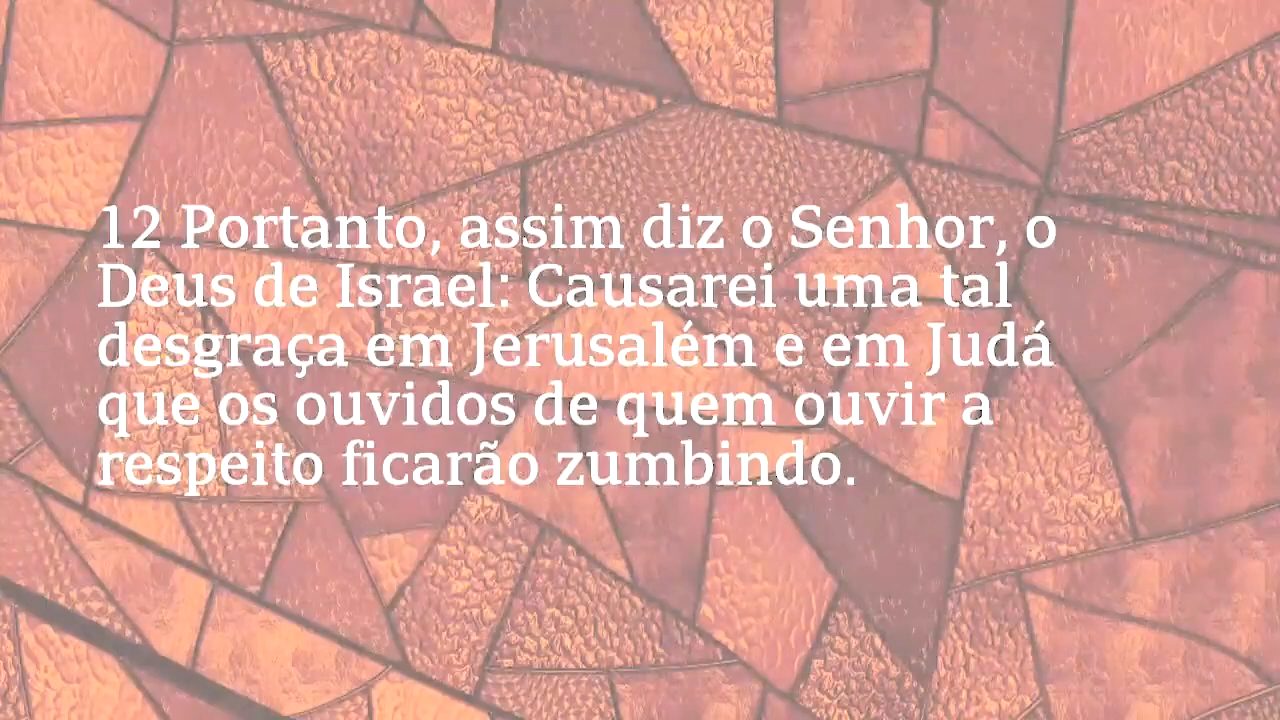 12 Portanto, assim diz o Senhor, o
Deus de Israel: Causarei uma tal
desgraça em Jerusalém e em Judá
que os ouvidos de quem ouvir a
respeito ficarão zumbindo.